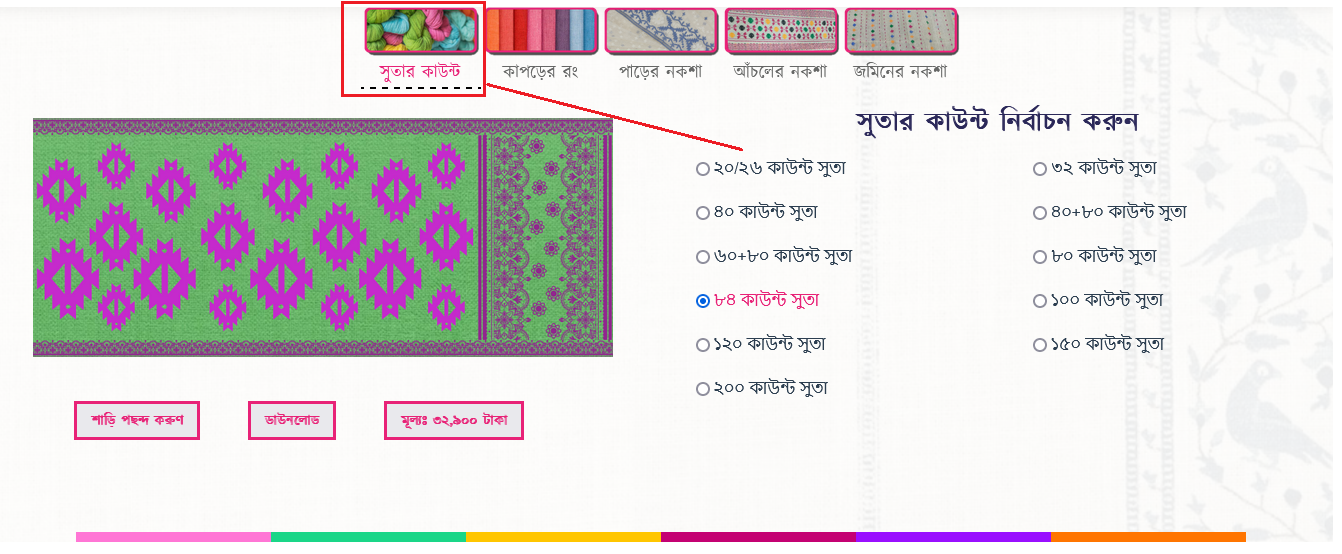 সুতার কাউন্ট কাপড়ের রং পাড়ের নকশা আঁচলের নকশা জমিনের নকশা
সুতার কাউন্ট নির্বাচন করুন
২০/২৬ কাউন্ট সুতা ৩২ কাউন্ট সুতা
৪০ কাউন্ট সুতা ৪০+৮০ কাউন্ট সুতা
৬০+৮০ কাউন্ট সুতা ৮০ কাউন্ট সুতা
৮৪ কাউন্ট সুতা ১০০ কাউন্ট সুতা
১২০ কাউন্ট সুতা ১৫০ কাউন্ট সুতা
২০০ কাউন্ট সুতা
শাড়ি পছন্দ করুণ ডাউনলোড মূল্যঃ ৩২,৯০০ টাকা